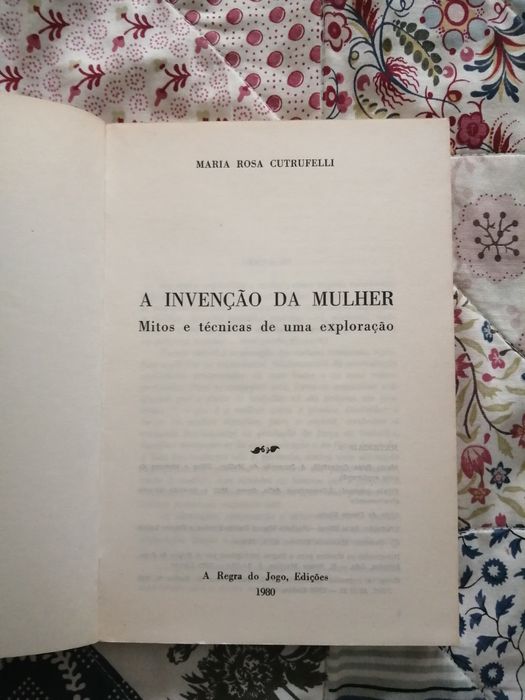 MARIA ROSA CUTRUFELLI
A INVENÇÃO DA MULHER
Mitos e técnicas de uma exploração
A Regra do Jogo, Edições
1980